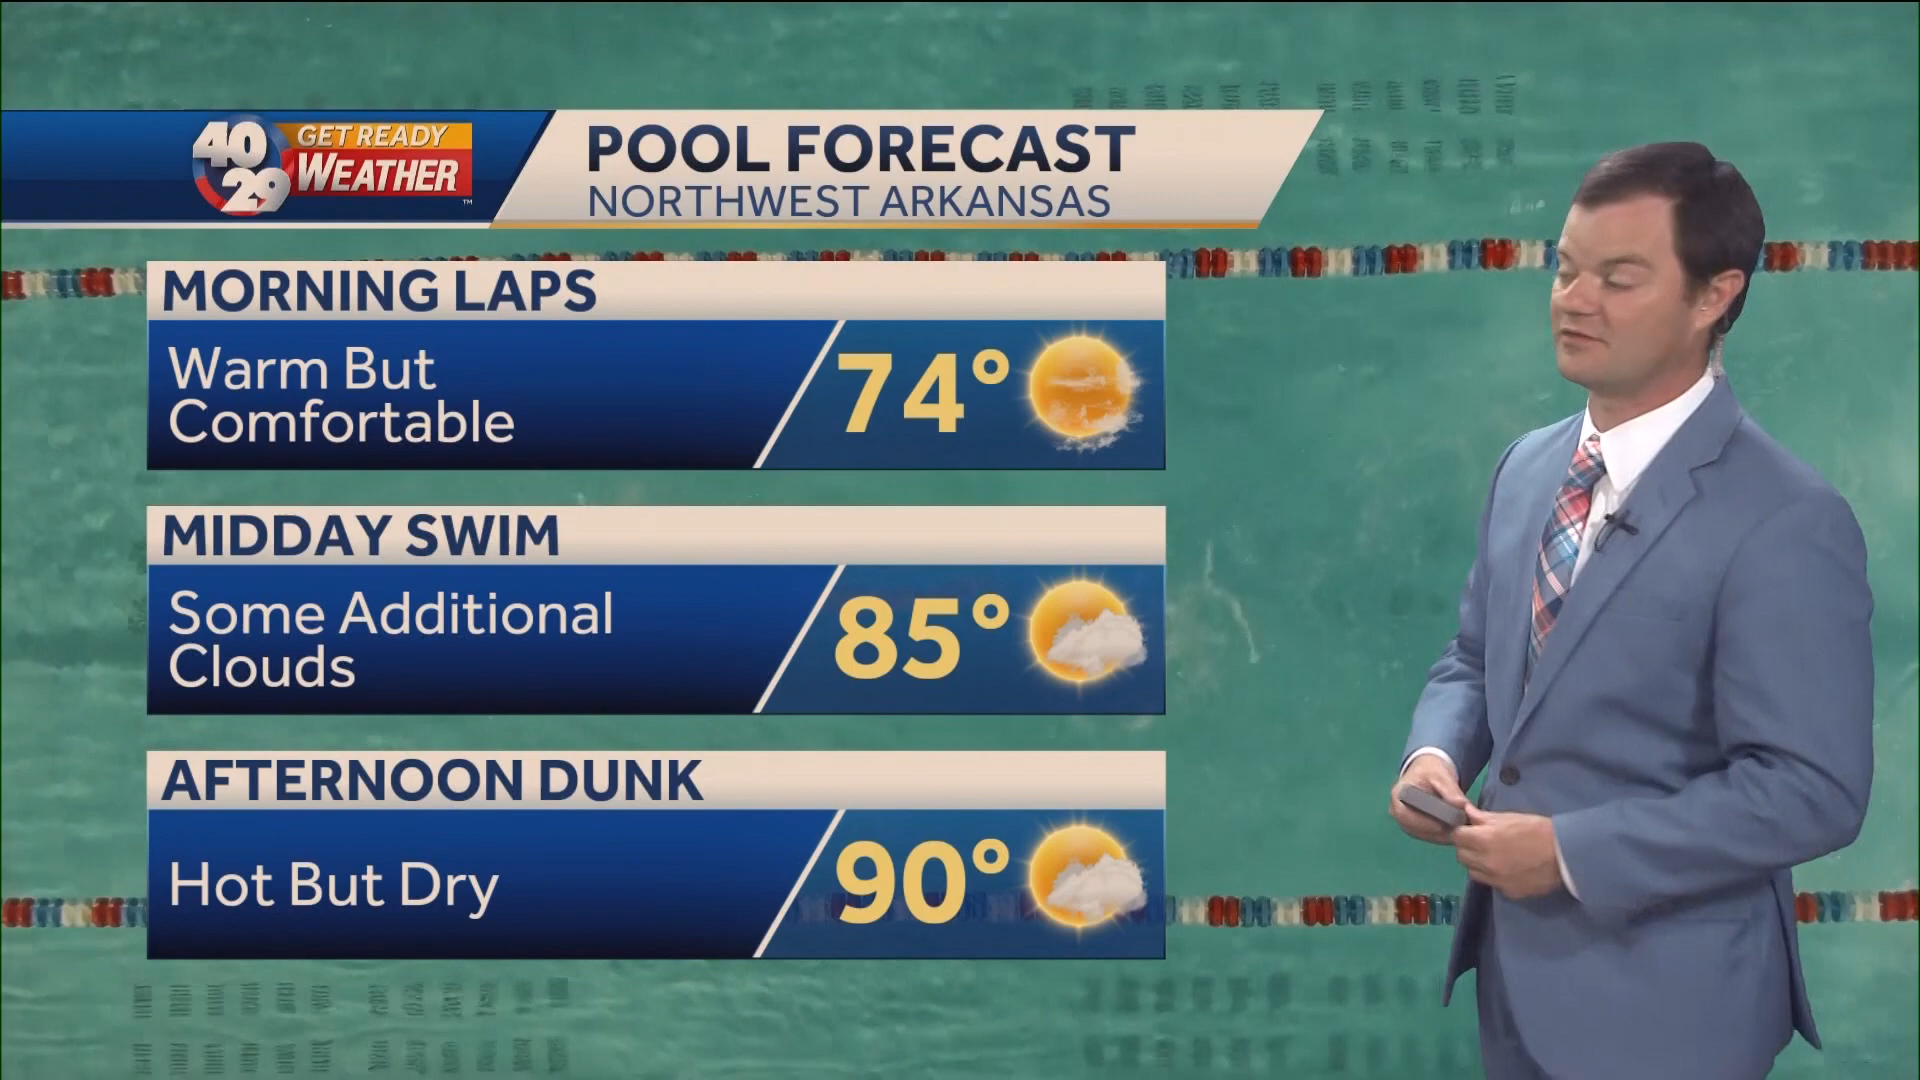 40
29
GET READY
WEATHER™
POOL FORECAST
NORTHWEST ARKANSAS
MORNING LAPS
Warm But
Comfortable
74°
MIDDAY SWIM
Some Additional
Clouds
85°
AFTERNOON DUNK
Hot But Dry
90°